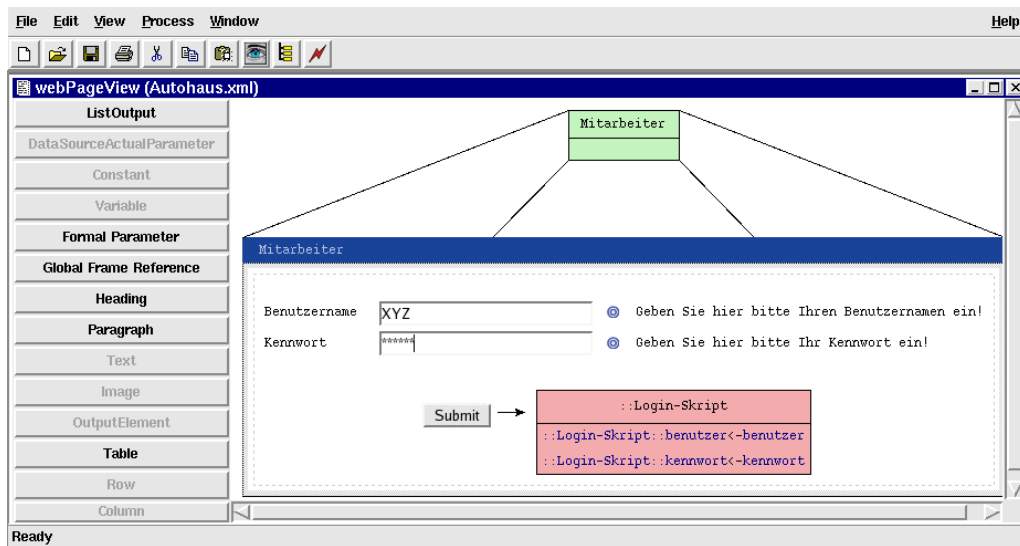 File Edit View Process Window Help
webPageView (Autohaus.xml)
ListOutput
DataSourceActualParameter
Constant
Variable
Formal Parameter
Global Frame Reference
Heading
Paragraph
Text
Image
OutputElement
Table
Row
Column
Mitarbeiter
Mitarbeiter
Benutzername XYZ Geben Sie hier bitte Ihren Benutzernamen ein!
Kennwort ****** Geben Sie hier bitte Ihr Kennwort ein!
Submit ::Login-Skript
::Login-Skript::benutzer<-benutzer
::Login-Skript::kennwort<-kennwort
Ready